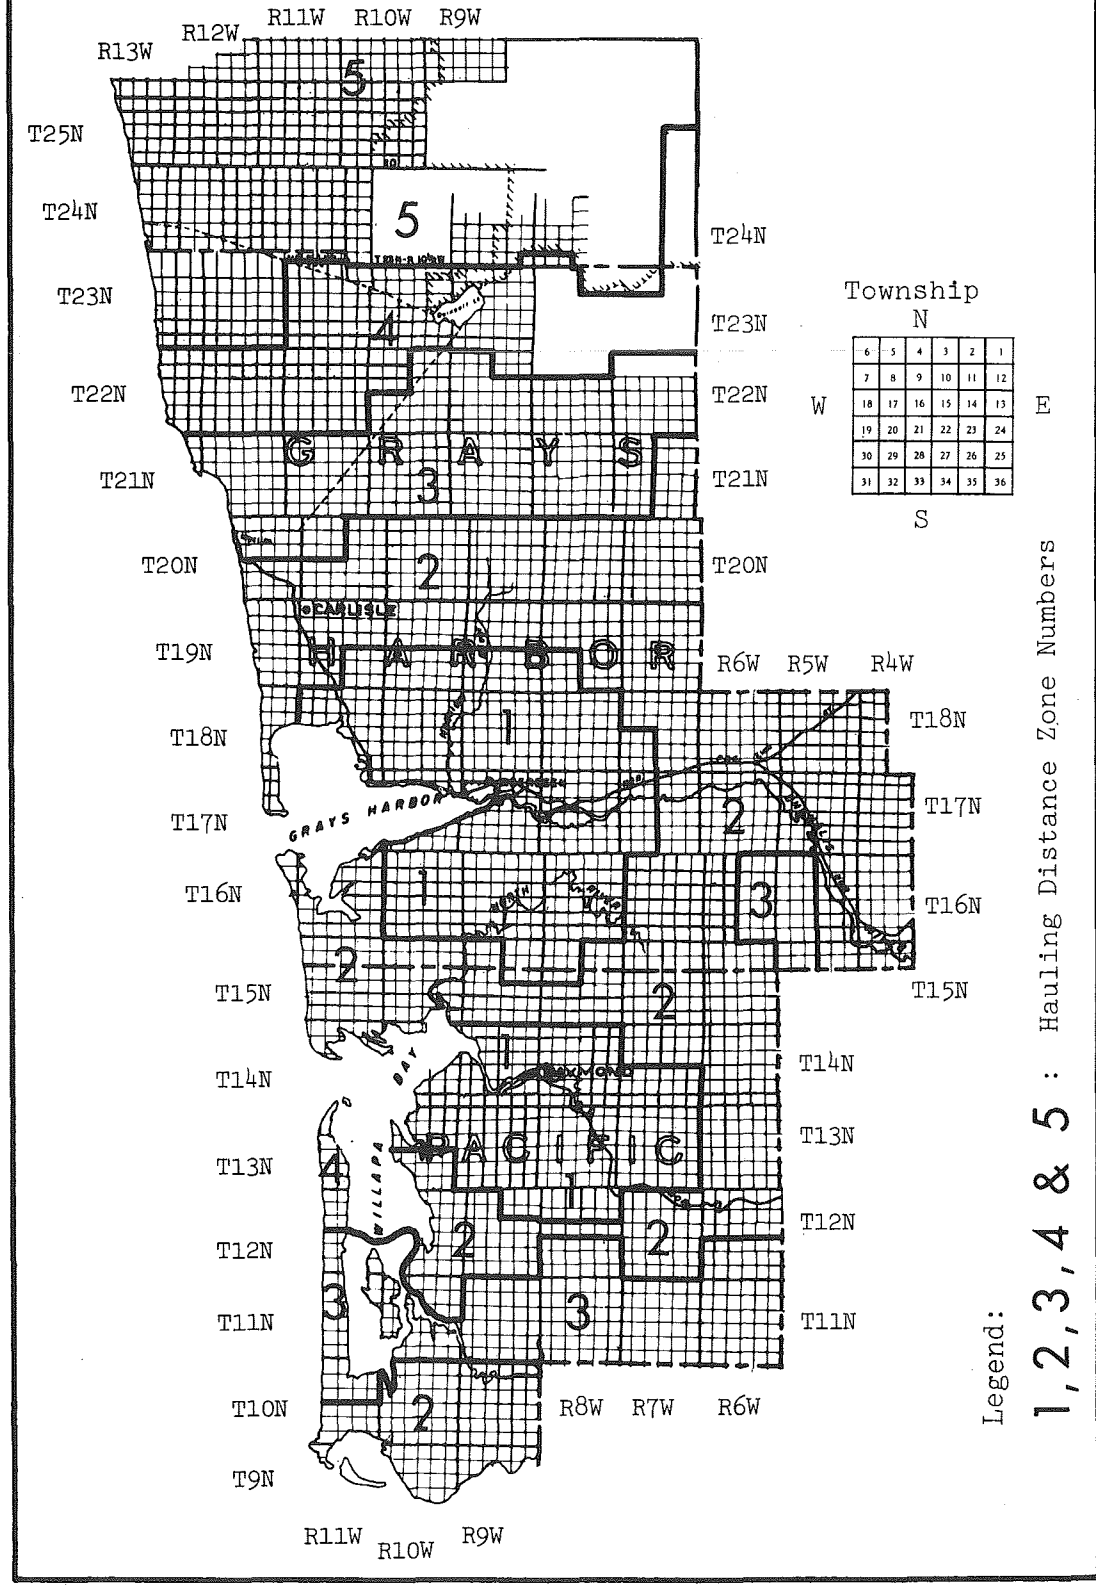 R13W R12W R11W R10W R9W
5
T25N
T24N
5
T24N
T23N
4
T23N
T22N
T22N
G R A Y S
T21N
3
T21N
T20N
2
T20N
CARLISLE
T19N
H A R B O R
R6W R5W R4W
T18N
1
T18N
GRAYS HARBOR
T17N
2
T17N
T16N
1
NORTH RIVER
3
T16N
2
T15N
2
T15N
1
BAY
RAYMOND
T14N
T14N
WILLAPA
P A C I F I C
T13N
4
T13N
1
T12N
2
2
T12N
3
T11N
3
T11N
T10N
2
R8W R7W R6W
T9N
R11W R10W R9W
Township
N
6 5 4 3 2 1
7 8 9 10 11 12
W
18 17 16 15 14 13
E
19 20 21 22 23 24
30 29 28 27 26 25
31 32 33 34 35 36
S
Legend:
1, 2, 3, 4 & 5 : Hauling Distance Zone Numbers